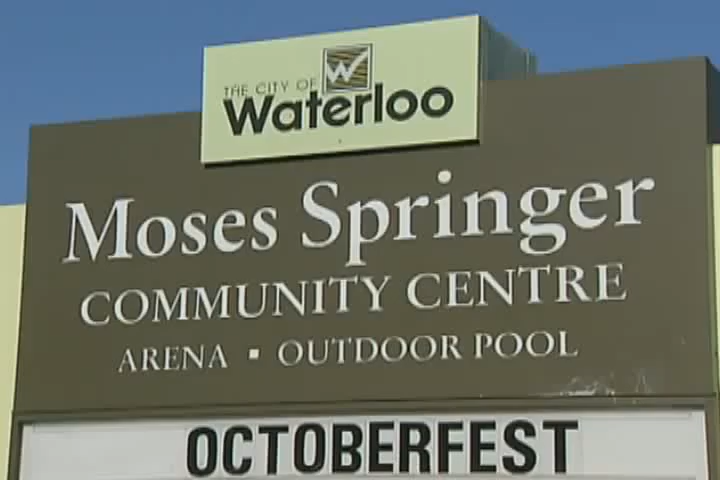 THE CITY OF W
Waterloo
Moses Springer
COMMUNITY CENTRE
ARENA ▪ OUTDOOR POOL
OCTOBERFEST